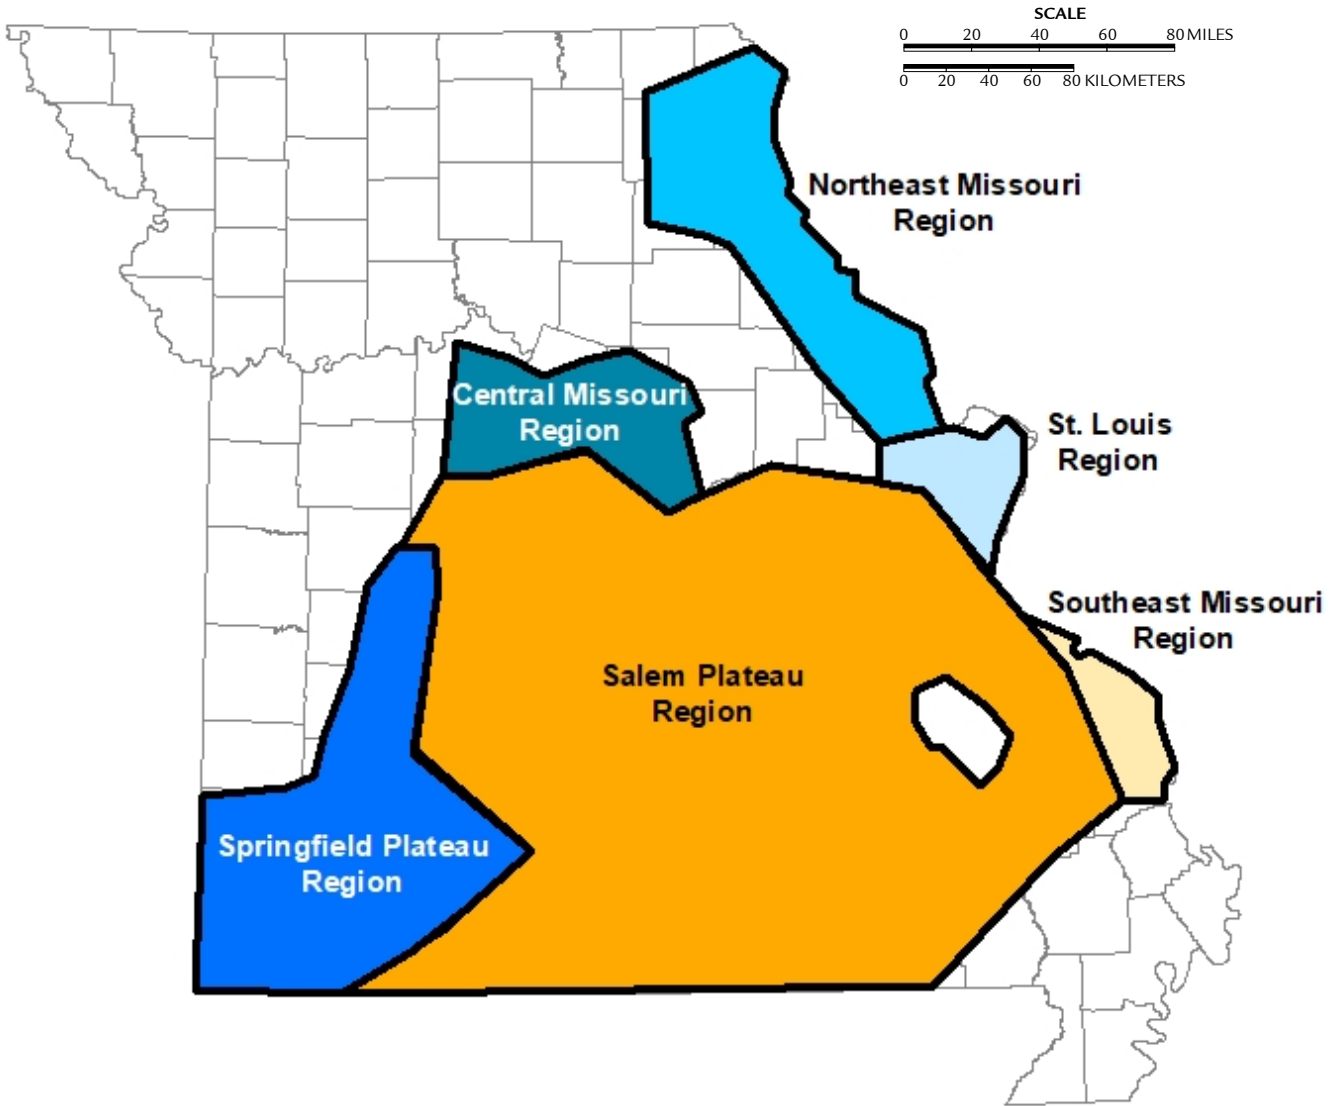 SCALE
0 20 40 60 80 MILES
0 20 40 60 80 KILOMETERS
Northeast Missouri
Region
Central Missouri
Region
St. Louis
Region
Southeast Missouri
Region
Salem Plateau
Region
Springfield Plateau
Region